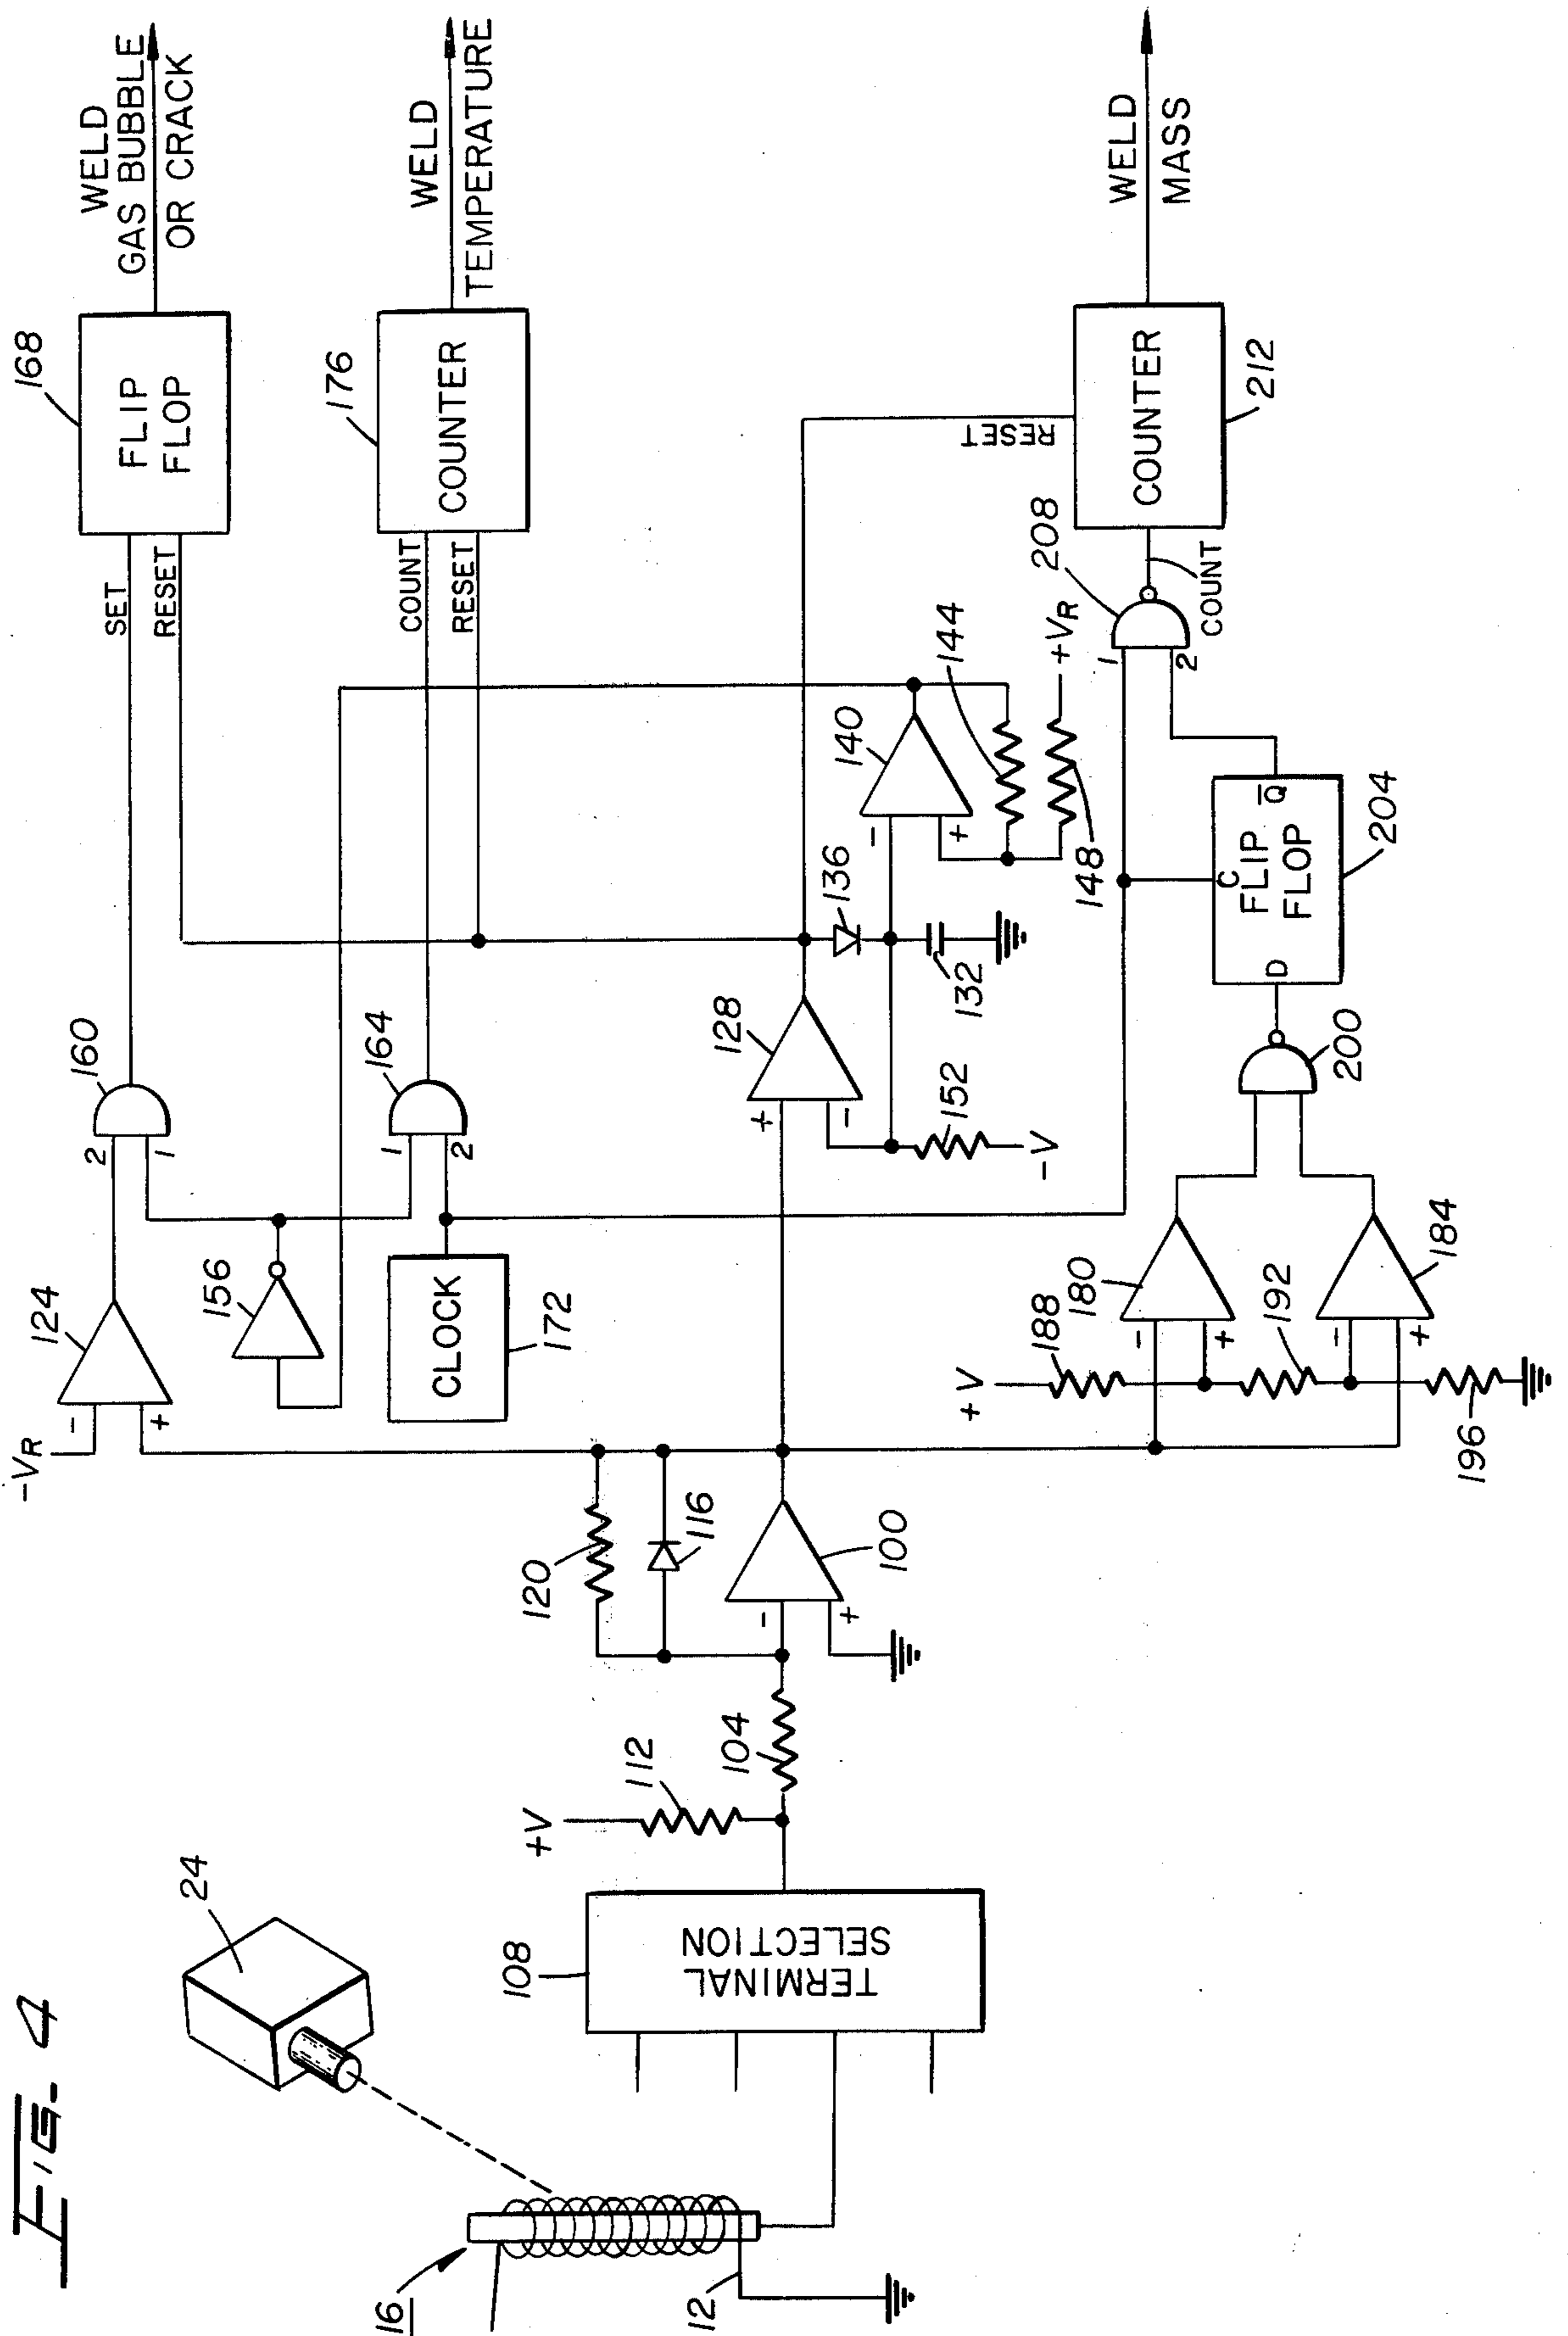 FIG. 4
WELD
GAS BUBBLE
OR CRACK
WELD
TEMPERATURE
WELD
MASS
168
FLIP
FLOP
SET
RESET
176
COUNTER
COUNT
RESET
RESET
COUNTER
212
208
COUNT
1
2
160
2
1
164
1
2
124
-VR
-
+
156
CLOCK
172
128
+
-
136
132
152
-V
140
-
+
144
148
+VR
C
FLIP
FLOP
D
Q̅
204
200
180
-
+
184
-
+
+V
188
192
196
120
116
100
-
+
104
112
+V
108
TERMINAL
SELECTION
24
16
12